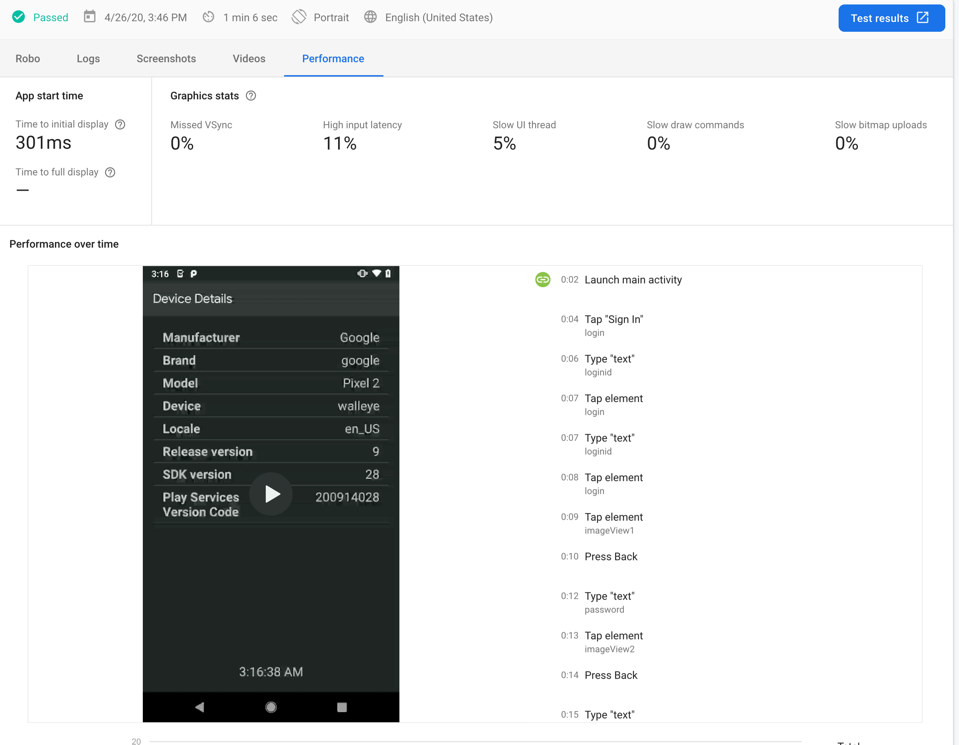 Passed 4/26/20, 3:46 PM 1 min 6 sec Portrait English (United States) Test results
Robo Logs Screenshots Videos Performance
App start time
Time to initial display
301ms
Time to full display
—
Graphics stats
Missed VSync High input latency Slow UI thread Slow draw commands Slow bitmap uploads
0% 11% 5% 0% 0%
Performance over time
3:16
Device Details
Manufacturer Google
Brand google
Model Pixel 2
Device walleye
Locale en_US
Release version 9
SDK version 28
Play Services 200914028
Version Code
3:16:38 AM
0:02 Launch main activity
0:04 Tap "Sign In"
login
0:06 Type "text"
loginid
0:07 Tap element
login
0:07 Type "text"
loginid
0:08 Tap element
login
0:09 Tap element
imageView1
0:10 Press Back
0:12 Type "text"
password
0:13 Tap element
imageView2
0:14 Press Back
0:15 Type "text"
20